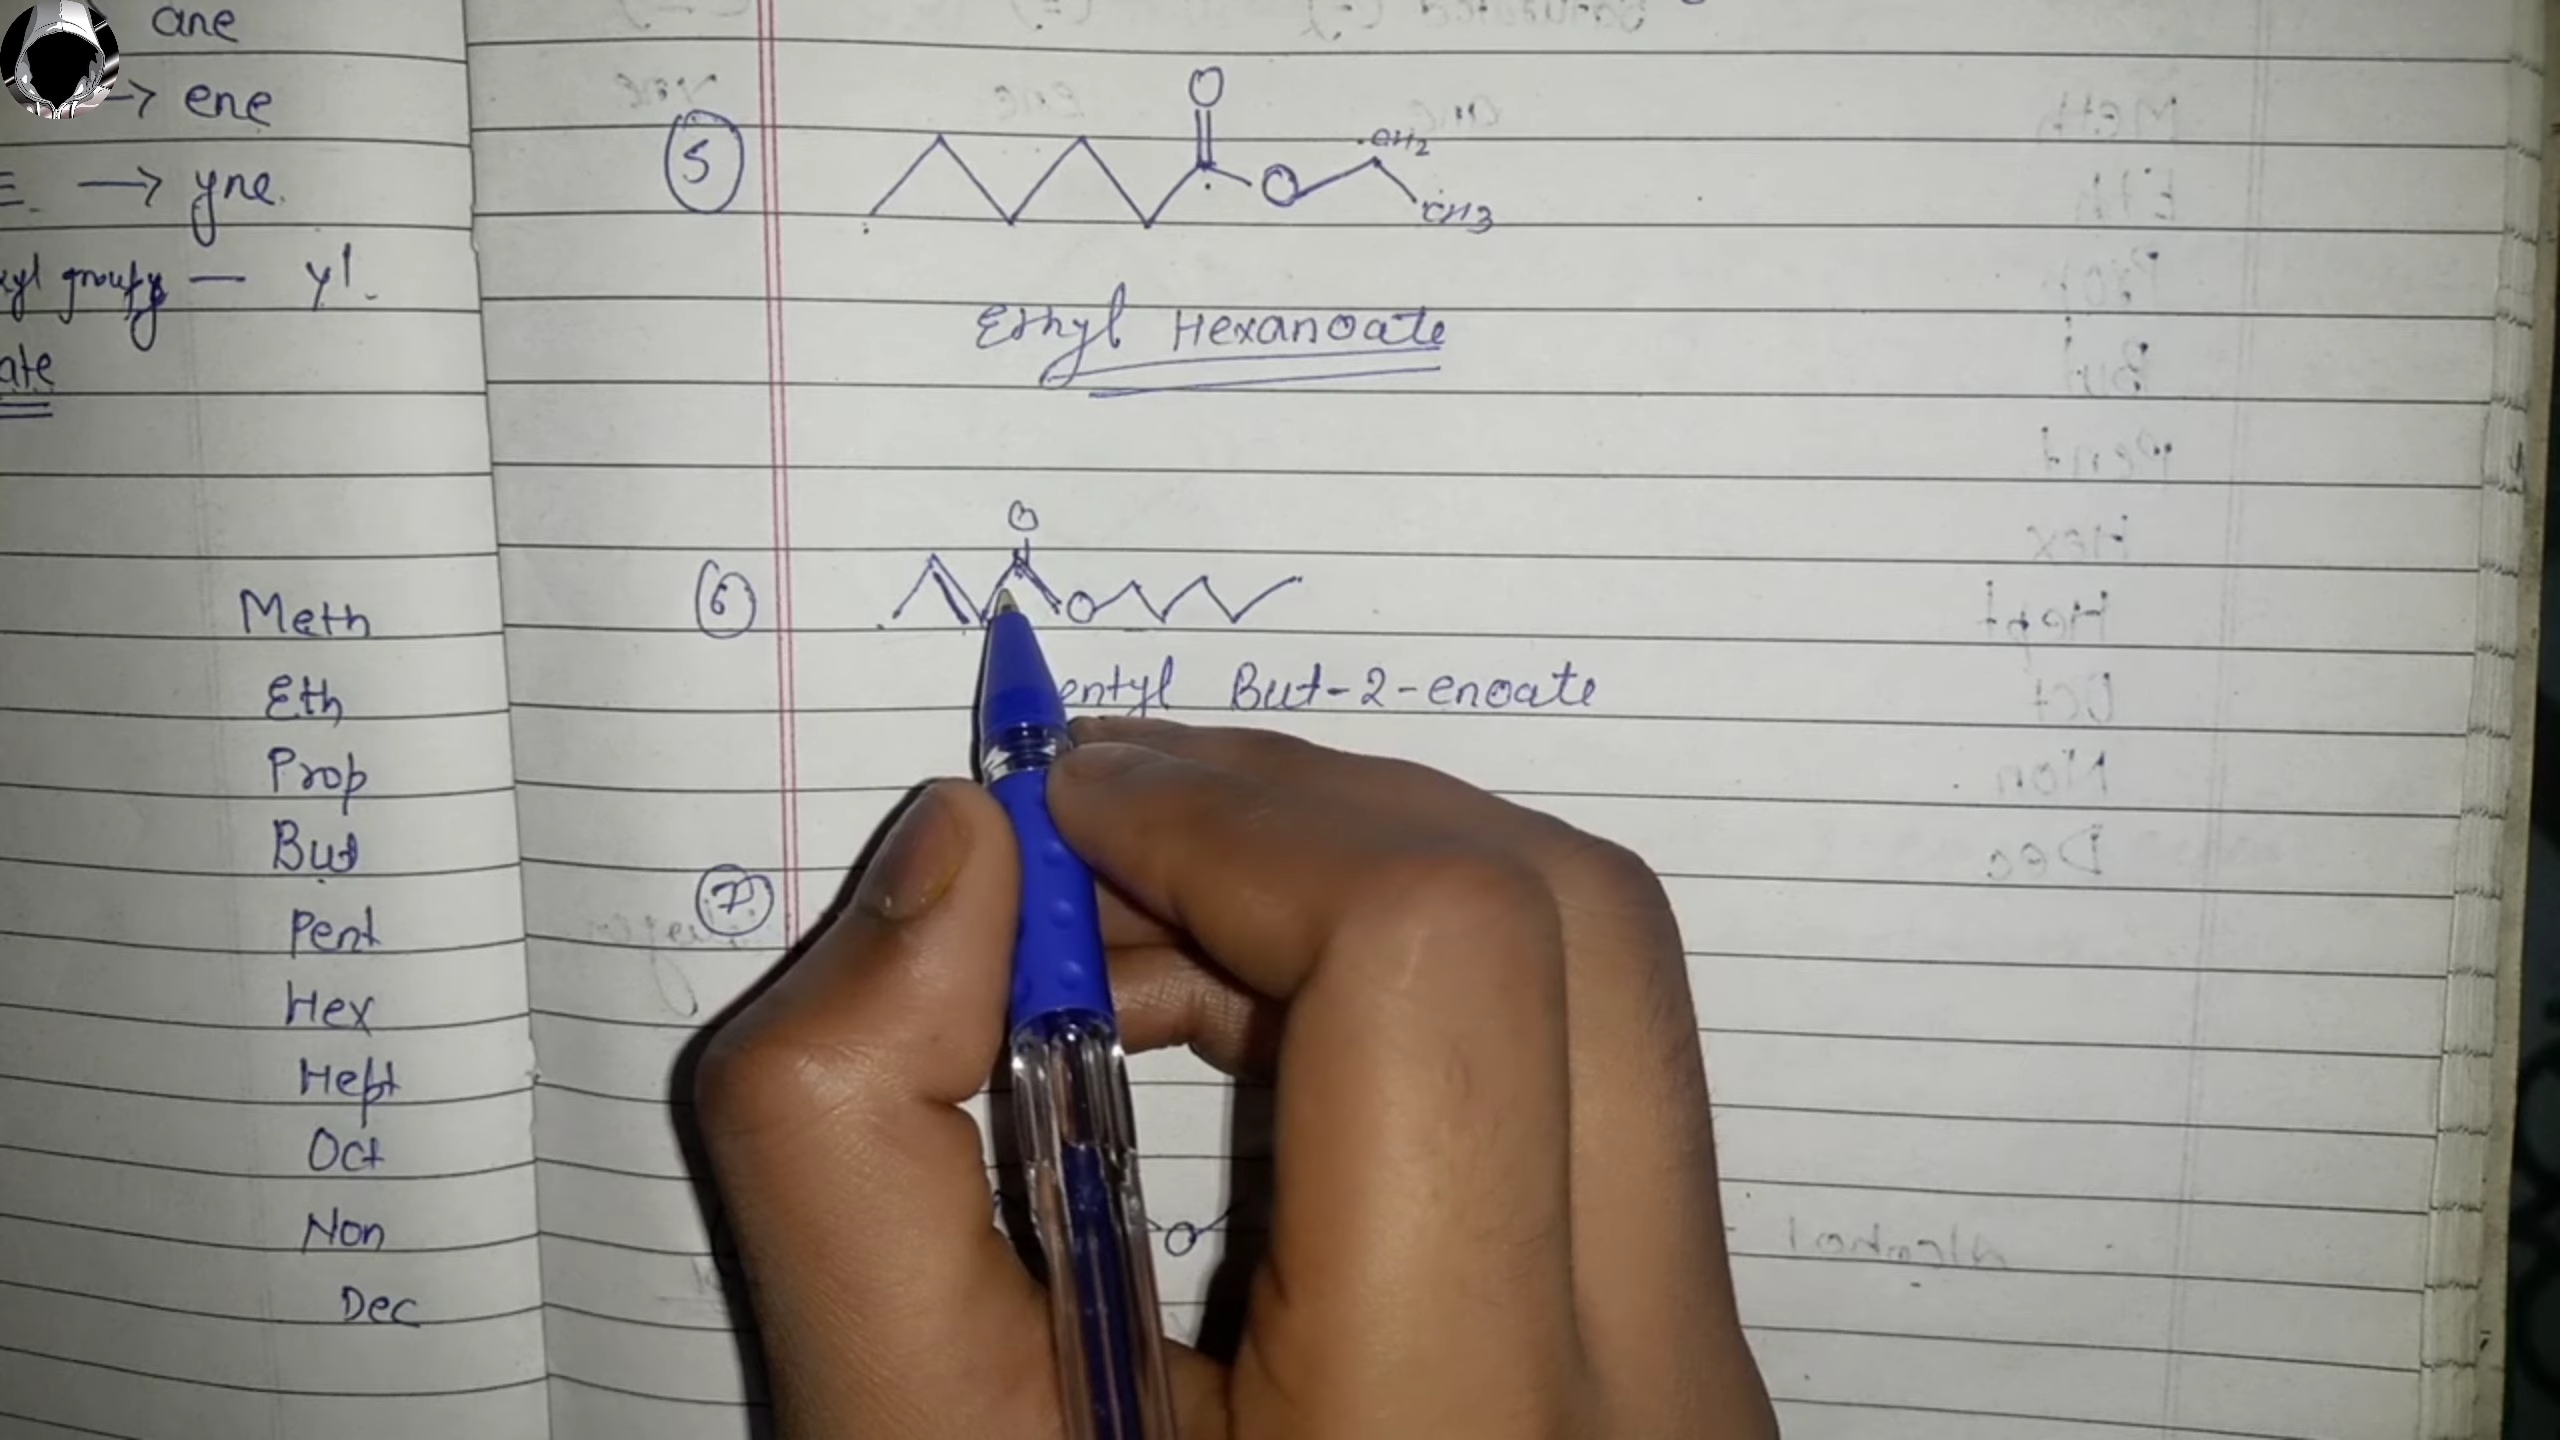 ane
→ ene
→ yne.
groups — yl.
ate
Meth
Eth
Prop
But
Pent
Hex
Hept
Oct
Non
Dec
5
O
CH2
O
CH3
Ethyl Hexanoate
6
O
O
entyl But-2-enoate
7
O